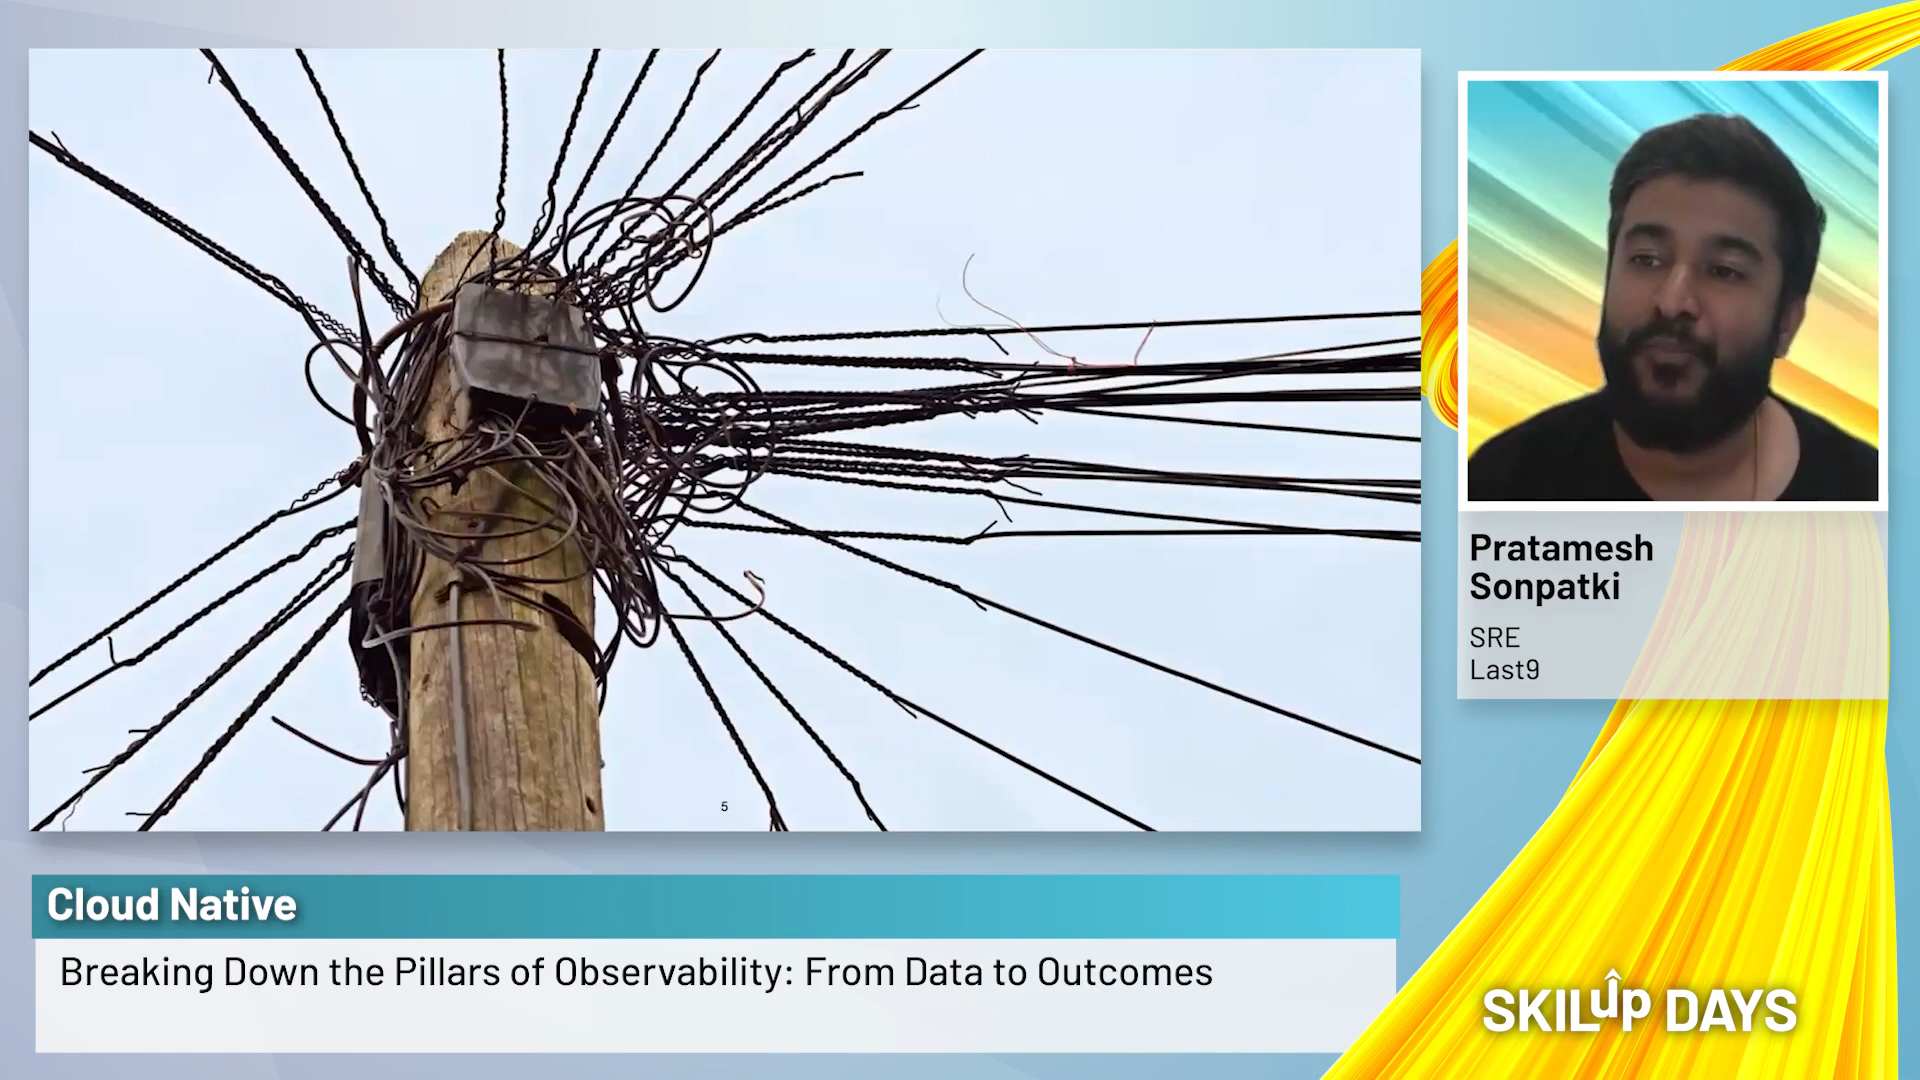 5
Pratamesh
Sonpatki
SRE
Last9
Cloud Native
Breaking Down the Pillars of Observability: From Data to Outcomes
SKILup DAYS